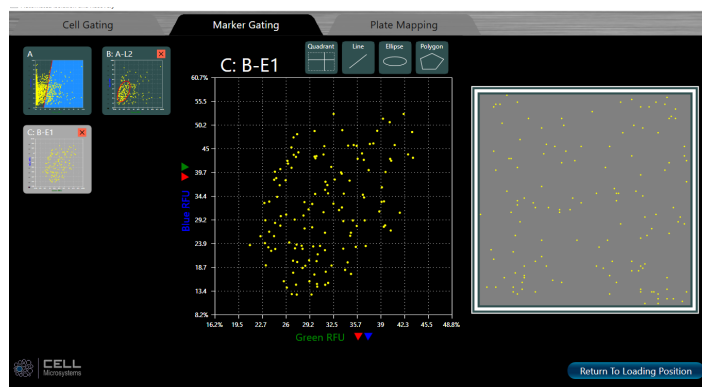 Cell Gating
Marker Gating
Plate Mapping
A
B: A-L2
C: B-E1
C: B-E1
Quadrant
Line
Ellipse
Polygon
60.7%
55.5
50.2
45
39.7
34.4
29.2
23.9
18.7
13.4
8.2%
Blue RFU
16.2% 19.5 22.7 26 29.2 32.5 35.7 39 42.3 45.5 48.8%
Green RFU
CELL
Microsystems
Return To Loading Position